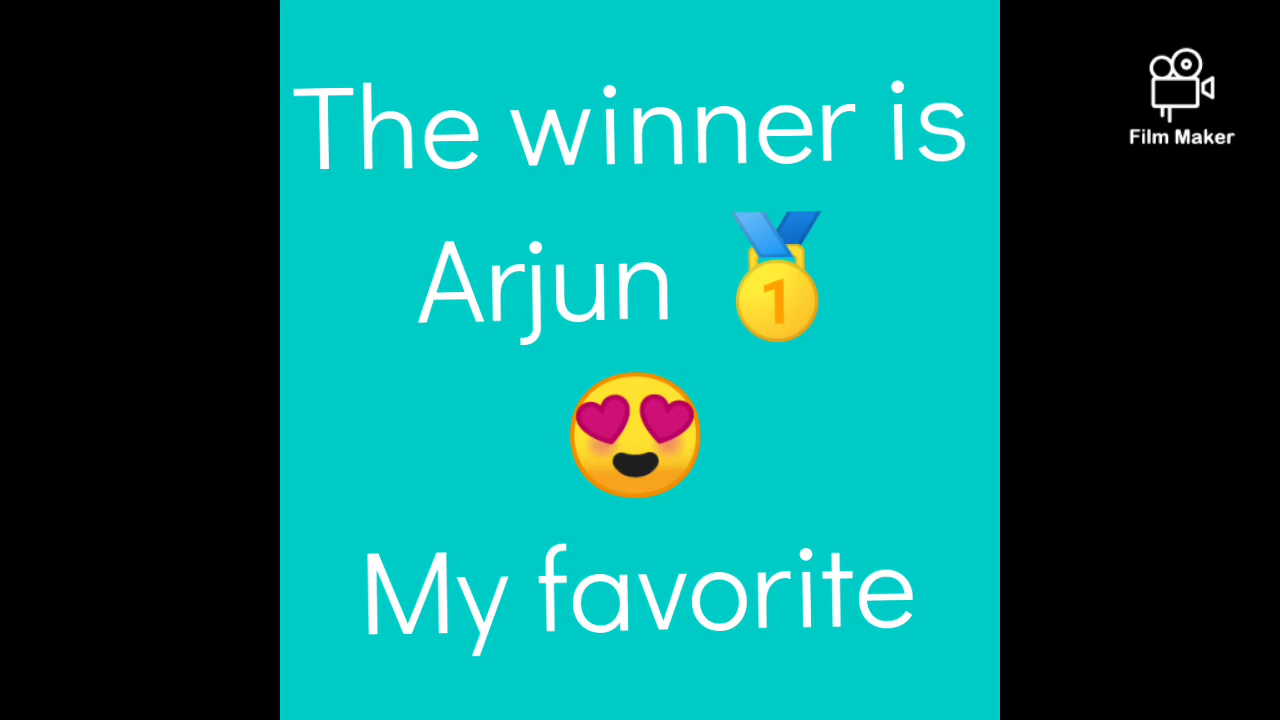 The winner is
Arjun 🥇
😍
My favorite
Film Maker